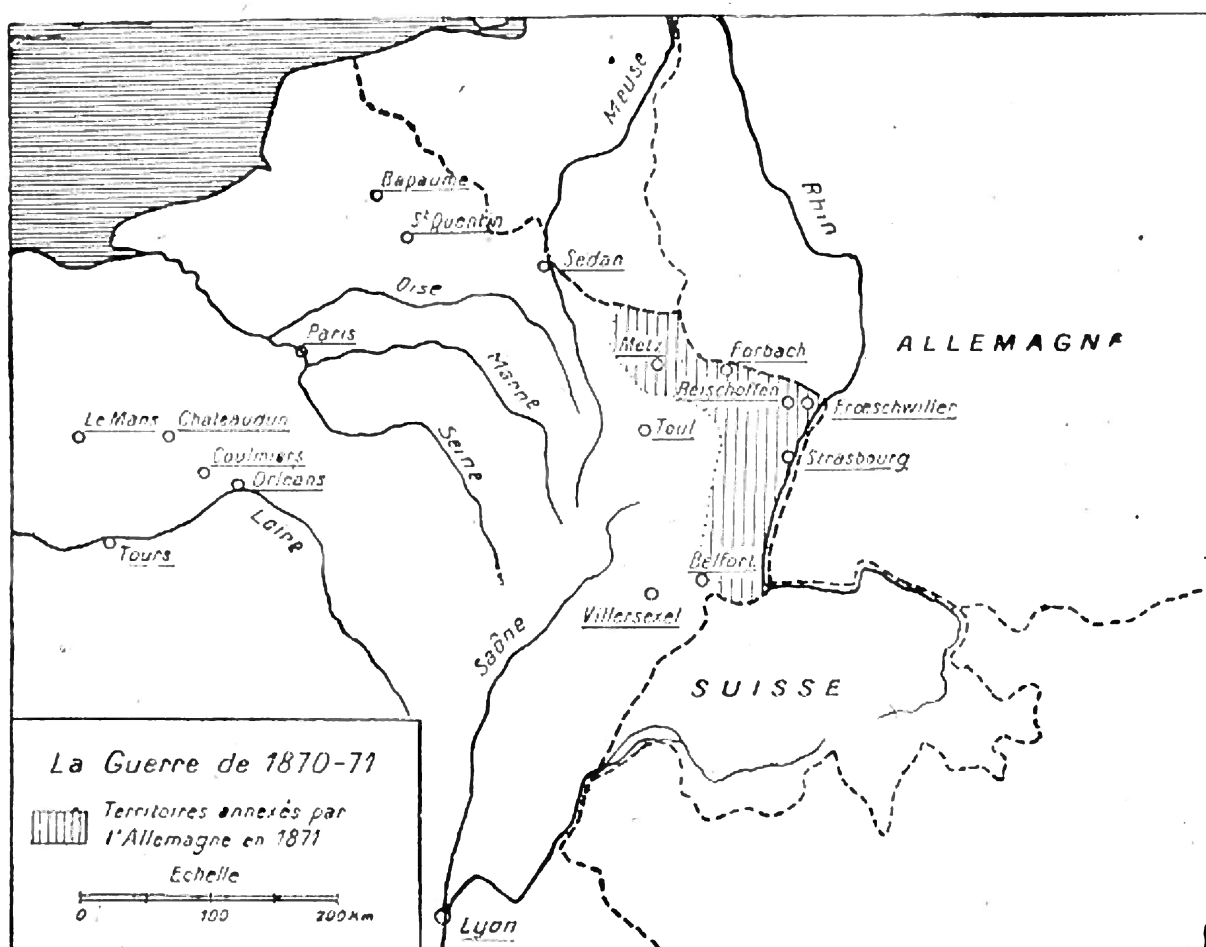 Meuse
Rhin
Bapaume
St Quentin
Sedan
Oise
Paris
Marne
Seine
ALLEMAGNE
Metz
Forbach
Reischoffen
Frœschwiller
Toul
Strasbourg
Le Mans
Chateaudun
Coulmiers
Orléans
Loire
Tours
Belfort
Villersexel
Saône
SUISSE
La Guerre de 1870-71
Territoires annexés par
l'Allemagne en 1871
Echelle
0 100 200 Km
Lyon